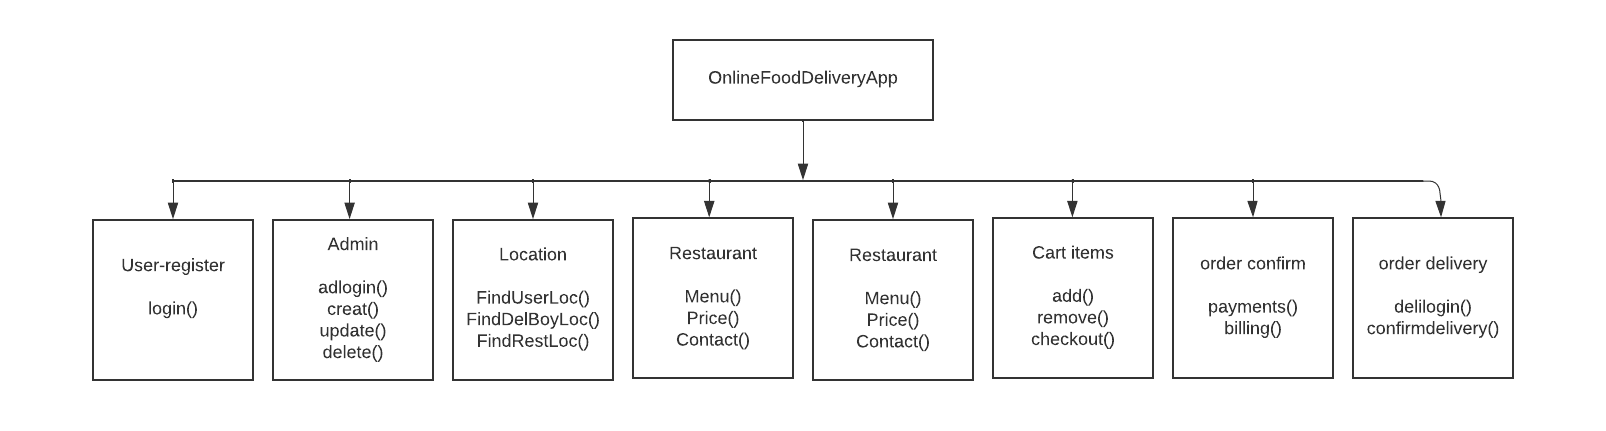 OnlineFoodDeliveryApp
User-register
login()
Admin
adlogin()
creat()
update()
delete()
Location
FindUserLoc()
FindDelBoyLoc()
FindRestLoc()
Restaurant
Menu()
Price()
Contact()
Restaurant
Menu()
Price()
Contact()
Cart items
add()
remove()
checkout()
order confirm
payments()
billing()
order delivery
delilogin()
confirmdelivery()